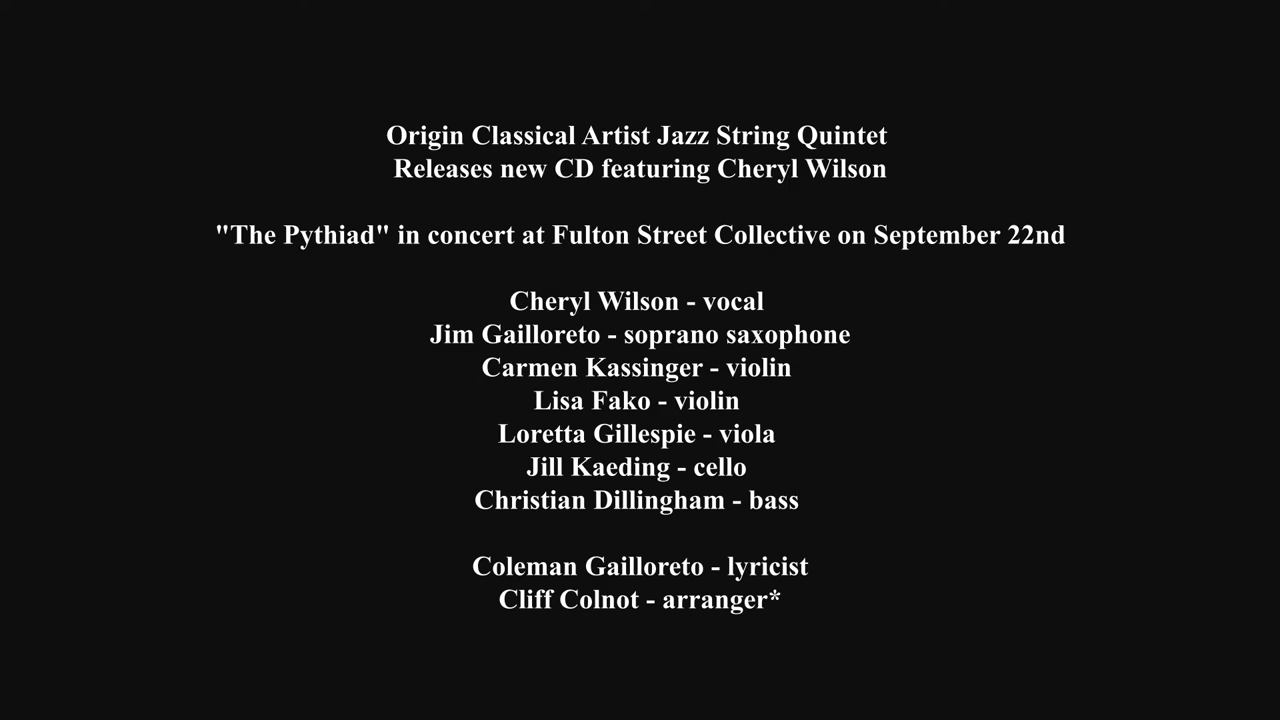 Origin Classical Artist Jazz String Quintet
Releases new CD featuring Cheryl Wilson
"The Pythiad" in concert at Fulton Street Collective on September 22nd
Cheryl Wilson - vocal
Jim Gailloreto - soprano saxophone
Carmen Kassinger - violin
Lisa Fako - violin
Loretta Gillespie - viola
Jill Kaeding - cello
Christian Dillingham - bass
Coleman Gailloreto - lyricist
Cliff Colnot - arranger*